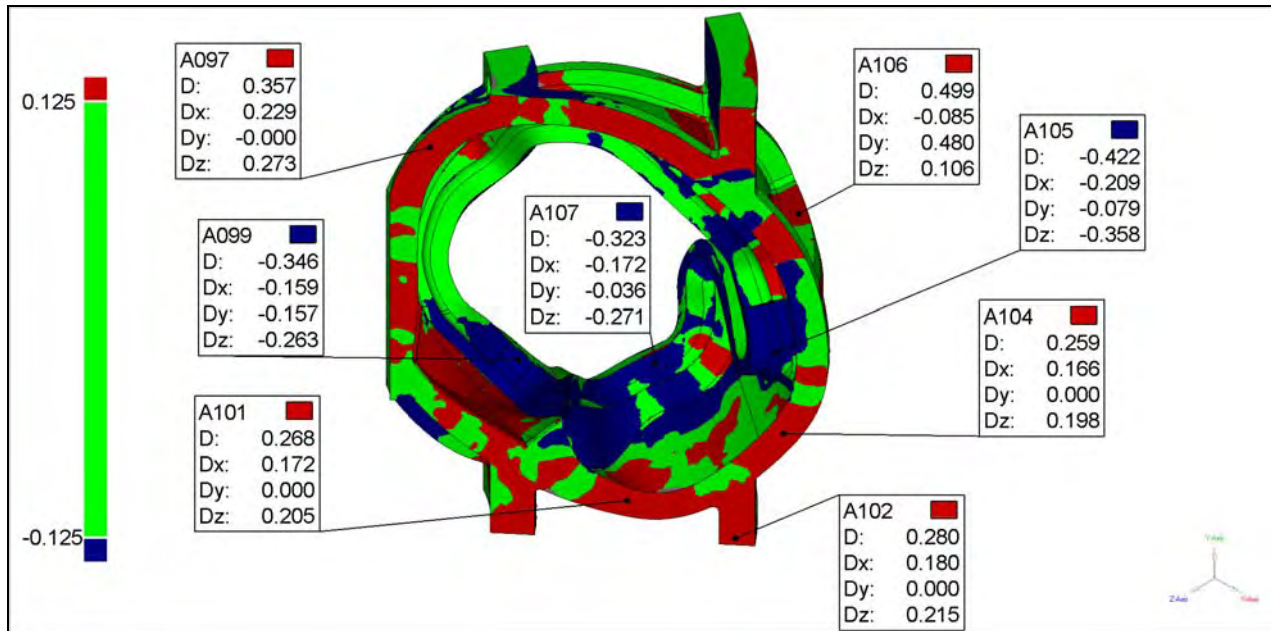 0.125
-0.125
A097
D: 0.357
Dx: 0.229
Dy: -0.000
Dz: 0.273
A106
D: 0.499
Dx: -0.085
Dy: 0.480
Dz: 0.106
A105
D: -0.422
Dx: -0.209
Dy: -0.079
Dz: -0.358
A099
D: -0.346
Dx: -0.159
Dy: -0.157
Dz: -0.263
A107
D: -0.323
Dx: -0.172
Dy: -0.036
Dz: -0.271
A104
D: 0.259
Dx: 0.166
Dy: 0.000
Dz: 0.198
A101
D: 0.268
Dx: 0.172
Dy: 0.000
Dz: 0.205
A102
D: 0.280
Dx: 0.180
Dy: 0.000
Dz: 0.215
Y-Axis
Z-Axis